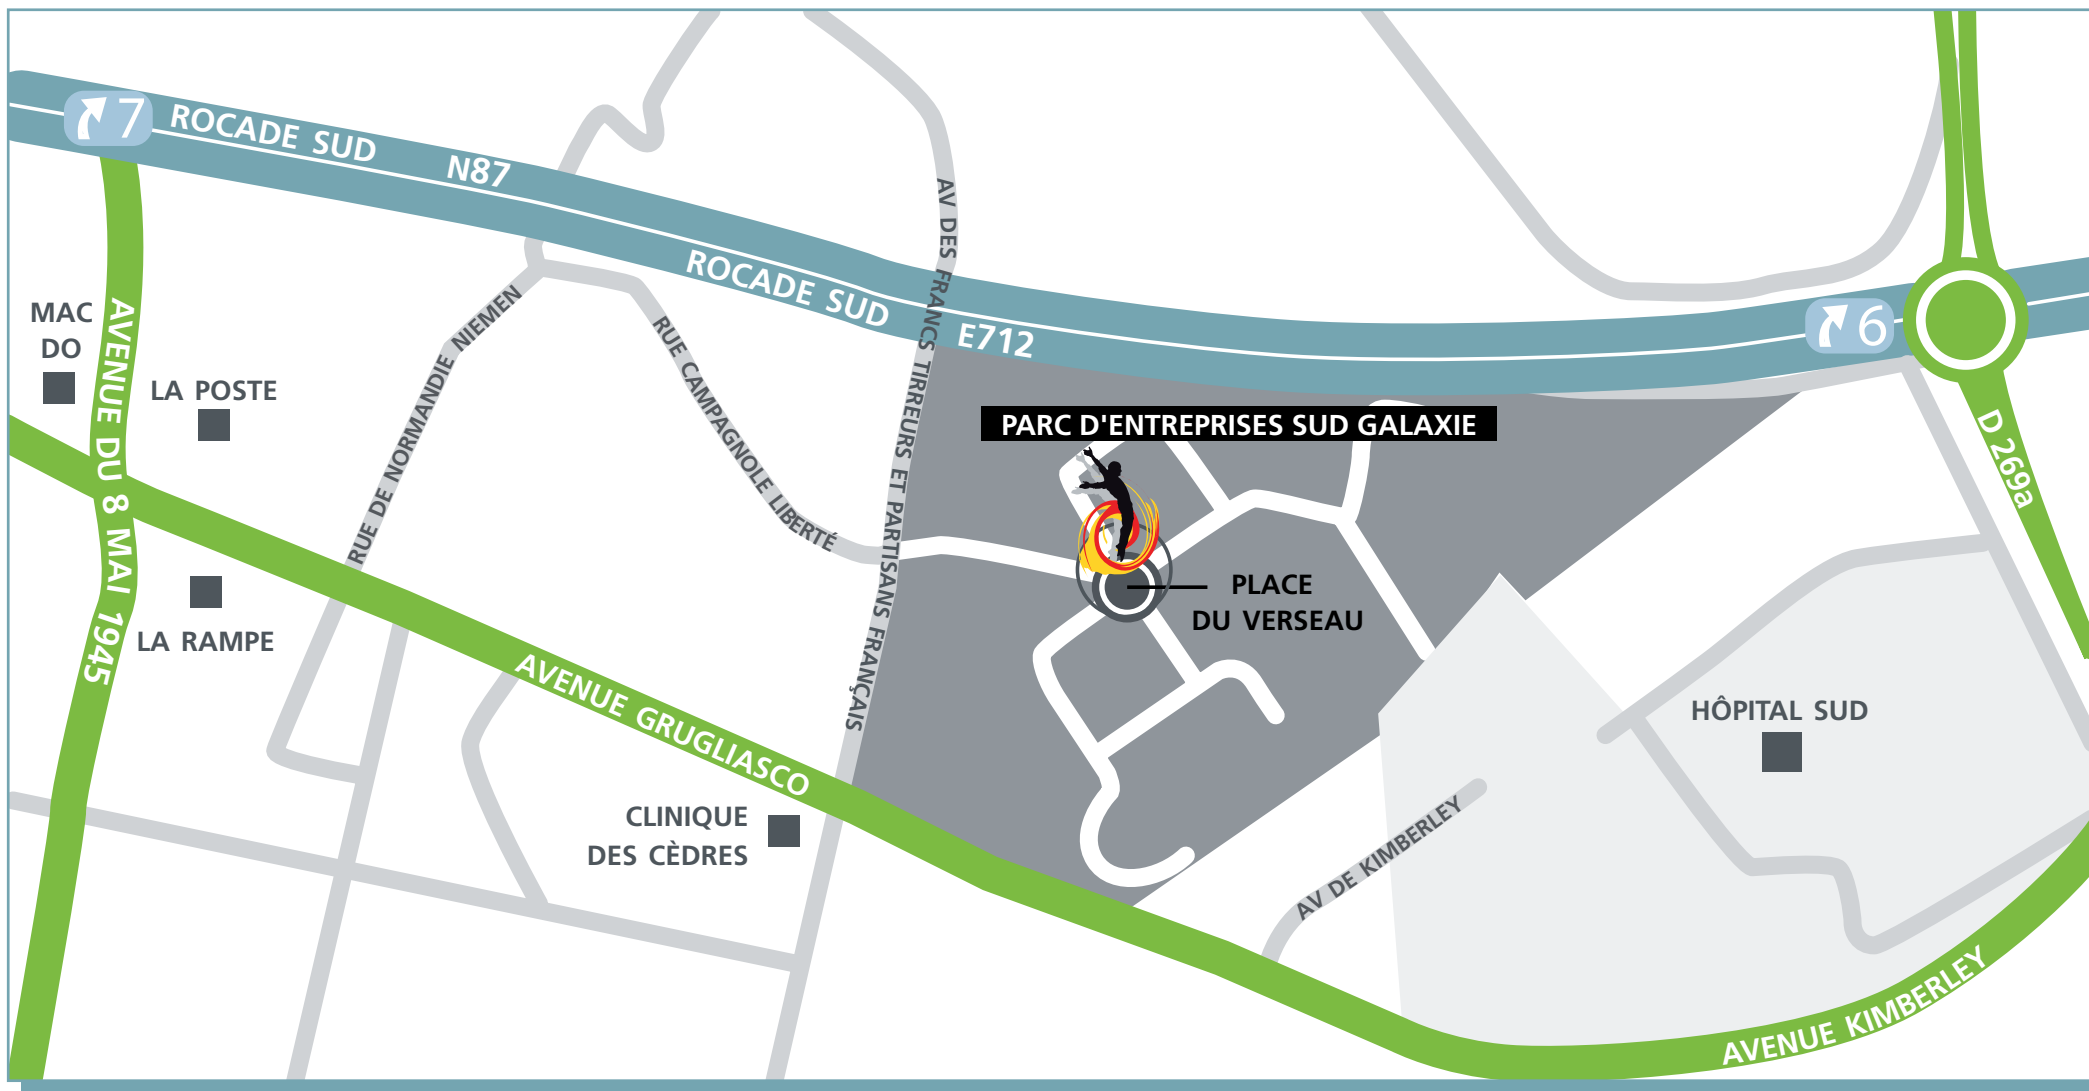 7
ROCADE SUD
N87
ROCADE SUD
E712
6
AV DES FRANCS TIRREURS ET PARTISANS FRANÇAIS
MAC
DO
AVENUE DU 8 MAI 1945
LA POSTE
RUE DE NORMANDIE NIEMEN
RUE CAMPAGNOLE LIBERTÉ
PARC D'ENTREPRISES SUD GALAXIE
D 269a
PLACE
DU VERSEAU
LA RAMPE
AVENUE GRUGLIASCO
HÔPITAL SUD
CLINIQUE
DES CÈDRES
AV DE KIMBERLEY
AVENUE KIMBERLEY